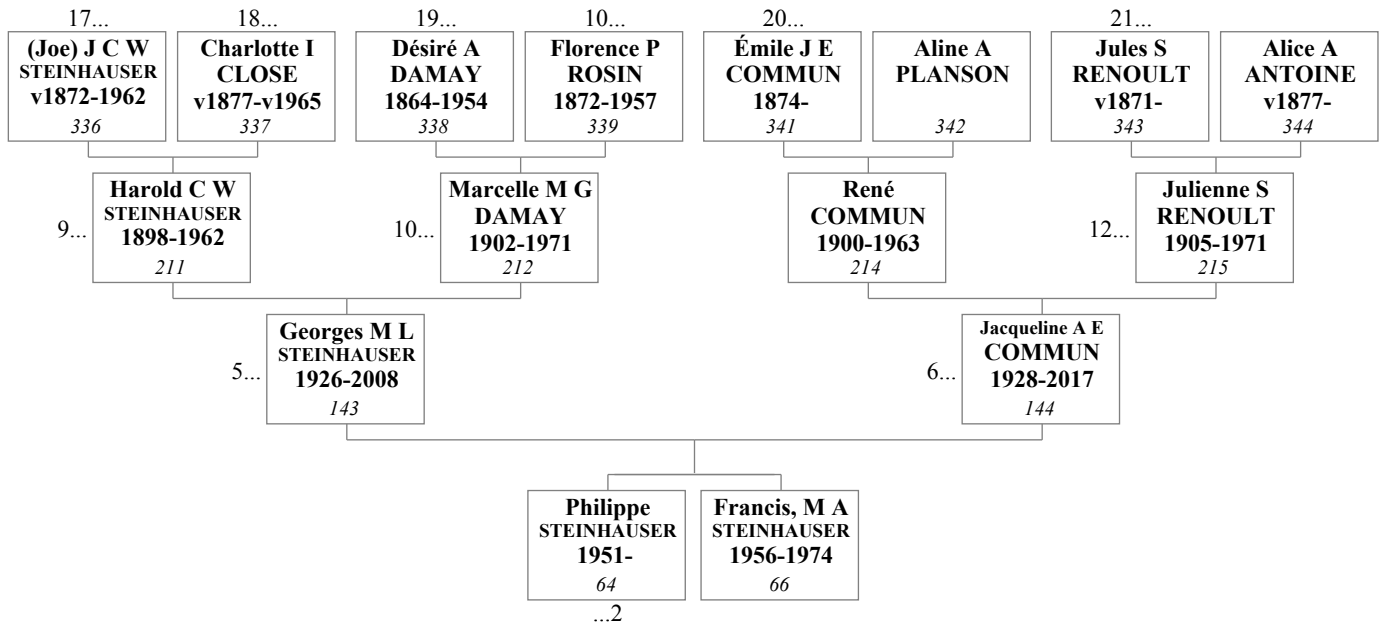 17...
18...
19...
10...
20...
21...
(Joe) J C W
STEINHAUSER
v1872-1962
336
Charlotte I
CLOSE
v1877-v1965
337
Désiré A
DAMAY
1864-1954
338
Florence P
ROSIN
1872-1957
339
Émile J E
COMMUN
1874-
341
Aline A
PLANSON
342
Jules S
RENOULT
v1871-
343
Alice A
ANTOINE
v1877-
344
9...
Harold C W
STEINHAUSER
1898-1962
211
10...
Marcelle M G
DAMAY
1902-1971
212
René
COMMUN
1900-1963
214
12...
Julienne S
RENOULT
1905-1971
215
5...
Georges M L
STEINHAUSER
1926-2008
143
6...
Jacqueline A E
COMMUN
1928-2017
144
Philippe
STEINHAUSER
1951-
64
...2
Francis, M A
STEINHAUSER
1956-1974
66